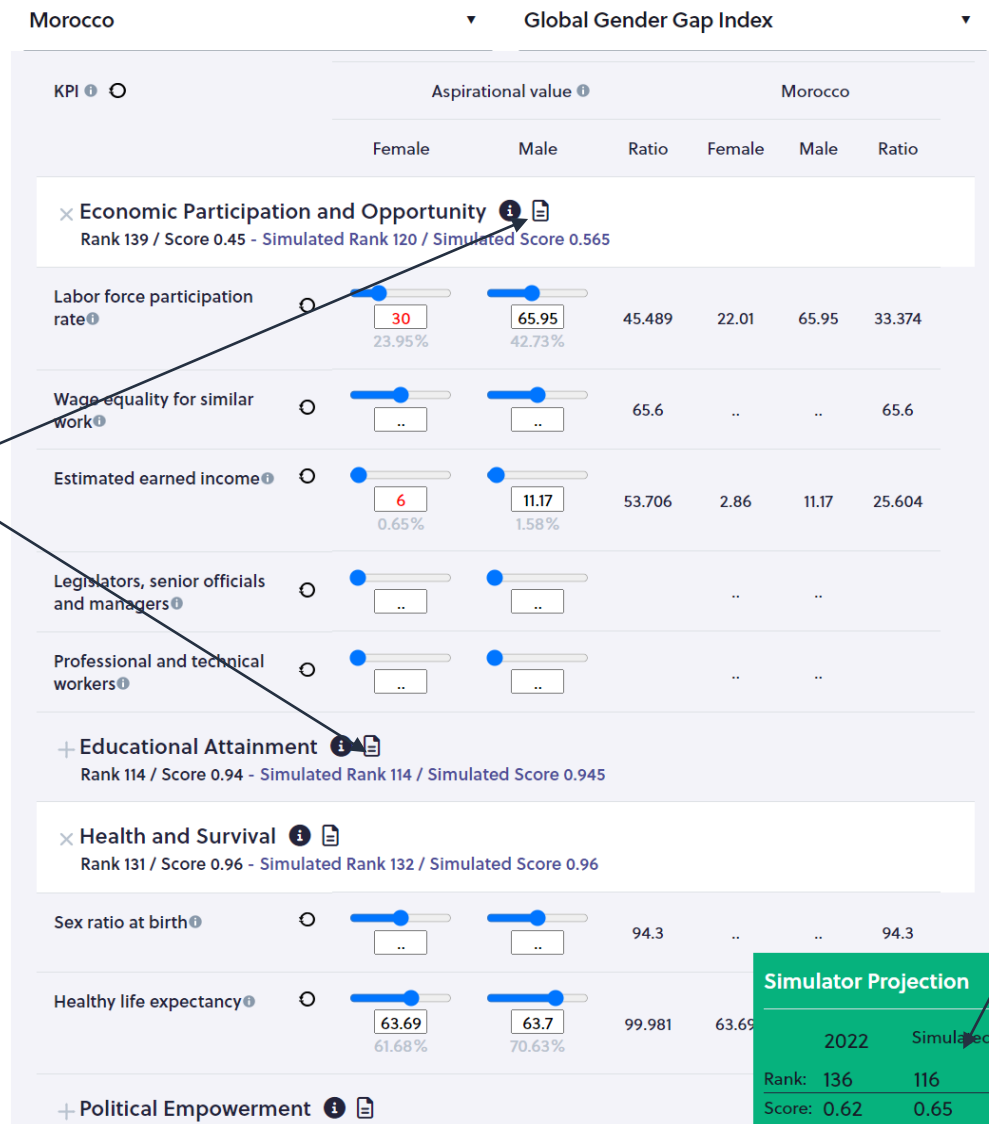 Morocco
Global Gender Gap Index
KPI
Aspirational value
Morocco
Female Male Ratio Female Male Ratio
Economic Participation and Opportunity
Rank 139 / Score 0.45 - Simulated Rank 120 / Simulated Score 0.565
Labor force participation
rate
30 65.95 45.489 22.01 65.95 33.374
23.95% 42.73%
Wage equality for similar
work
.. .. 65.6 .. .. 65.6
Estimated earned income
6 11.17 53.706 2.86 11.17 25.604
0.65% 1.58%
Legislators, senior officials
and managers
.. .. .. ..
Professional and technical
workers
.. .. .. ..
Educational Attainment
Rank 114 / Score 0.94 - Simulated Rank 114 / Simulated Score 0.945
Health and Survival
Rank 131 / Score 0.96 - Simulated Rank 132 / Simulated Score 0.96
Sex ratio at birth
.. .. 94.3 .. .. 94.3
Healthy life expectancy
63.69 63.7 99.981 63.69
61.68% 70.63%
Political Empowerment
Simulator Projection
2022 Simulated
Rank: 136 116
Score: 0.62 0.65